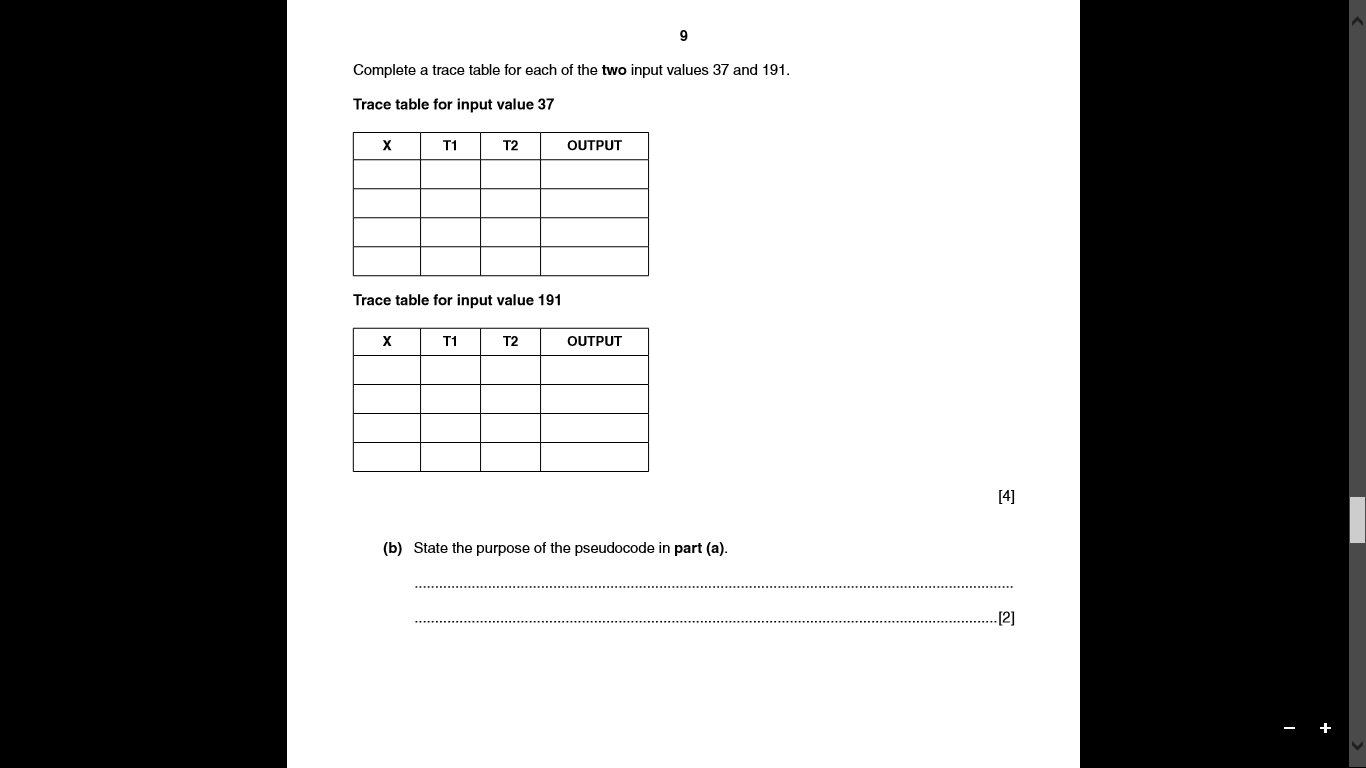 9
Complete a trace table for each of the two input values 37 and 191.
Trace table for input value 37
X T1 T2 OUTPUT
Trace table for input value 191
X T1 T2 OUTPUT
[4]
(b) State the purpose of the pseudocode in part (a).
[2]